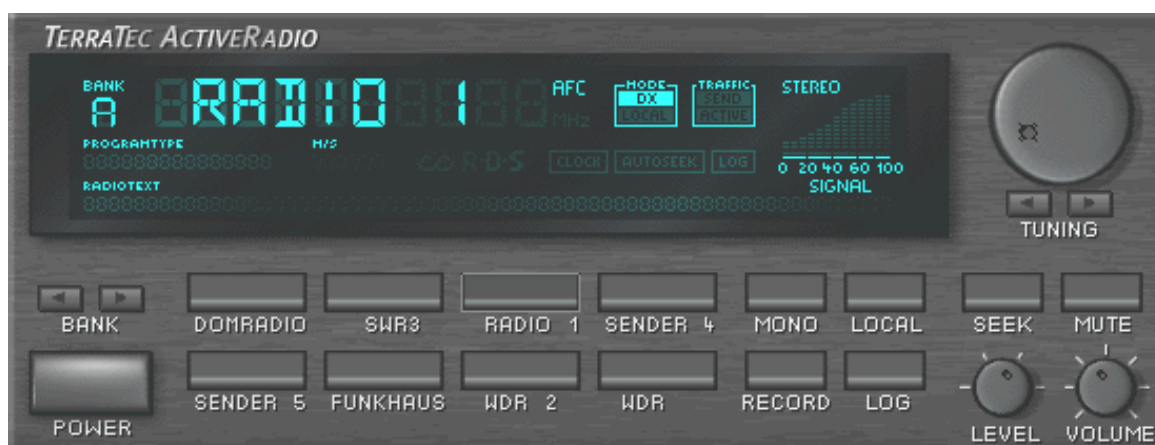 TERRATEC ACTIVERADIO
BANK
A
RADIO 1
AFC
MHz
MODE
DX
LOCAL
TRAFFIC
SEND
ACTIVE
STEREO
PROGRAMTYPE
M/S
R·D·S
CLOCK
AUTOSEEK
LOG
0 20 40 60 80 100
SIGNAL
RADIOTEXT
TUNING
BANK
DOMRADIO
SWR3
RADIO 1
SENDER 4
MONO
LOCAL
SEEK
MUTE
POWER
SENDER 5
FUNKHAUS
WDR 2
WDR
RECORD
LOG
LEVEL
VOLUME